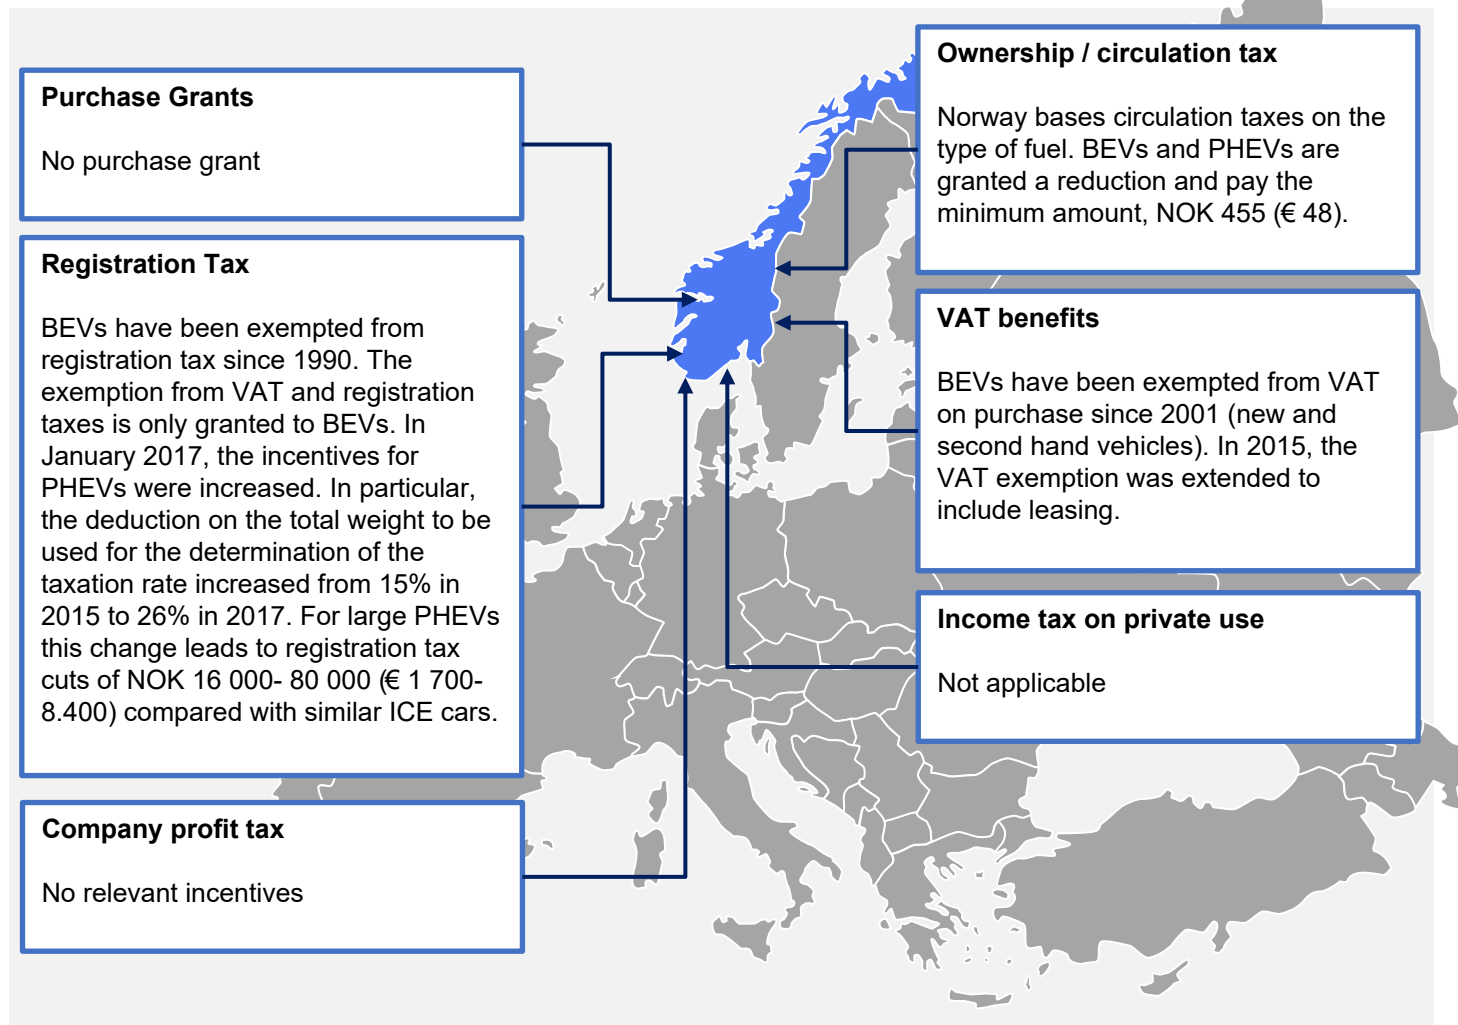 Purchase Grants
No purchase grant
Registration Tax
BEVs have been exempted from
registration tax since 1990. The
exemption from VAT and registration
taxes is only granted to BEVs. In
January 2017, the incentives for
PHEVs were increased. In particular,
the deduction on the total weight to be
used for the determination of the
taxation rate increased from 15% in
2015 to 26% in 2017. For large PHEVs
this change leads to registration tax
cuts of NOK 16 000- 80 000 (€ 1 700-
8.400) compared with similar ICE cars.
Company profit tax
No relevant incentives
Ownership / circulation tax
Norway bases circulation taxes on the
type of fuel. BEVs and PHEVs are
granted a reduction and pay the
minimum amount, NOK 455 (€ 48).
VAT benefits
BEVs have been exempted from VAT
on purchase since 2001 (new and
second hand vehicles). In 2015, the
VAT exemption was extended to
include leasing.
Income tax on private use
Not applicable